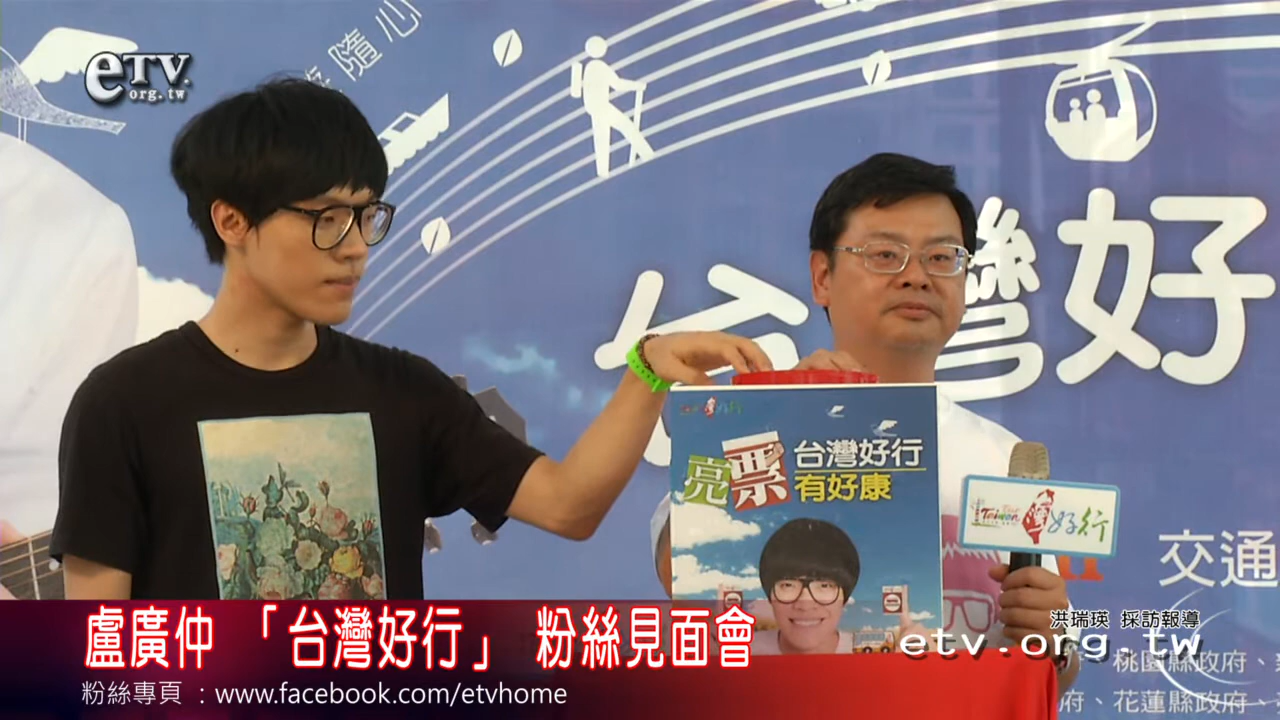 隨心
eTV.
org.tw
台灣好
台灣好行
亮票
有好康
Taiwan
灣好行
交通
盧廣仲 「台灣好行」 粉絲見面會
洪瑞瑛 採訪報導
etv.org.tw
粉絲專頁 ：www.facebook.com/etvhome
桃園縣政府、
府、花蓮縣政府、